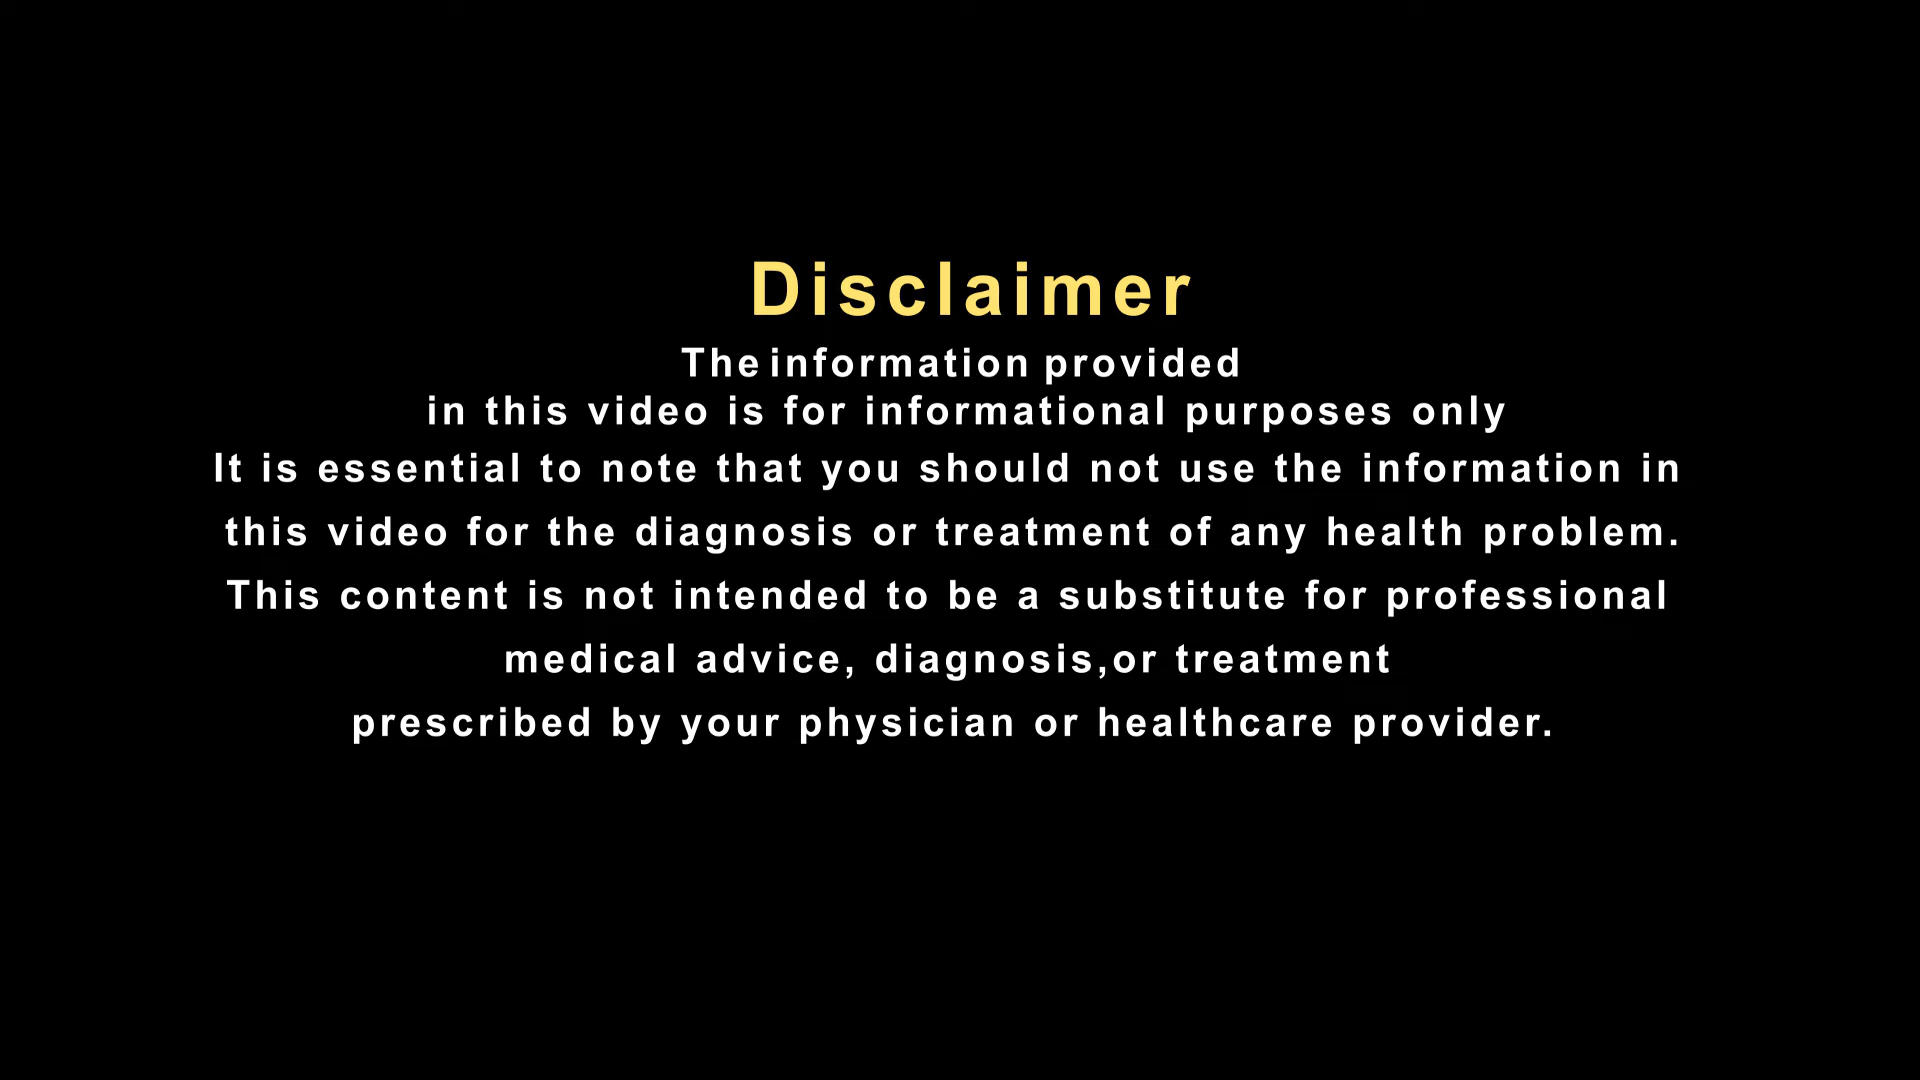 Disclaimer
The information provided
in this video is for informational purposes only
It is essential to note that you should not use the information in
this video for the diagnosis or treatment of any health problem.
This content is not intended to be a substitute for professional
medical advice, diagnosis,or treatment
prescribed by your physician or healthcare provider.